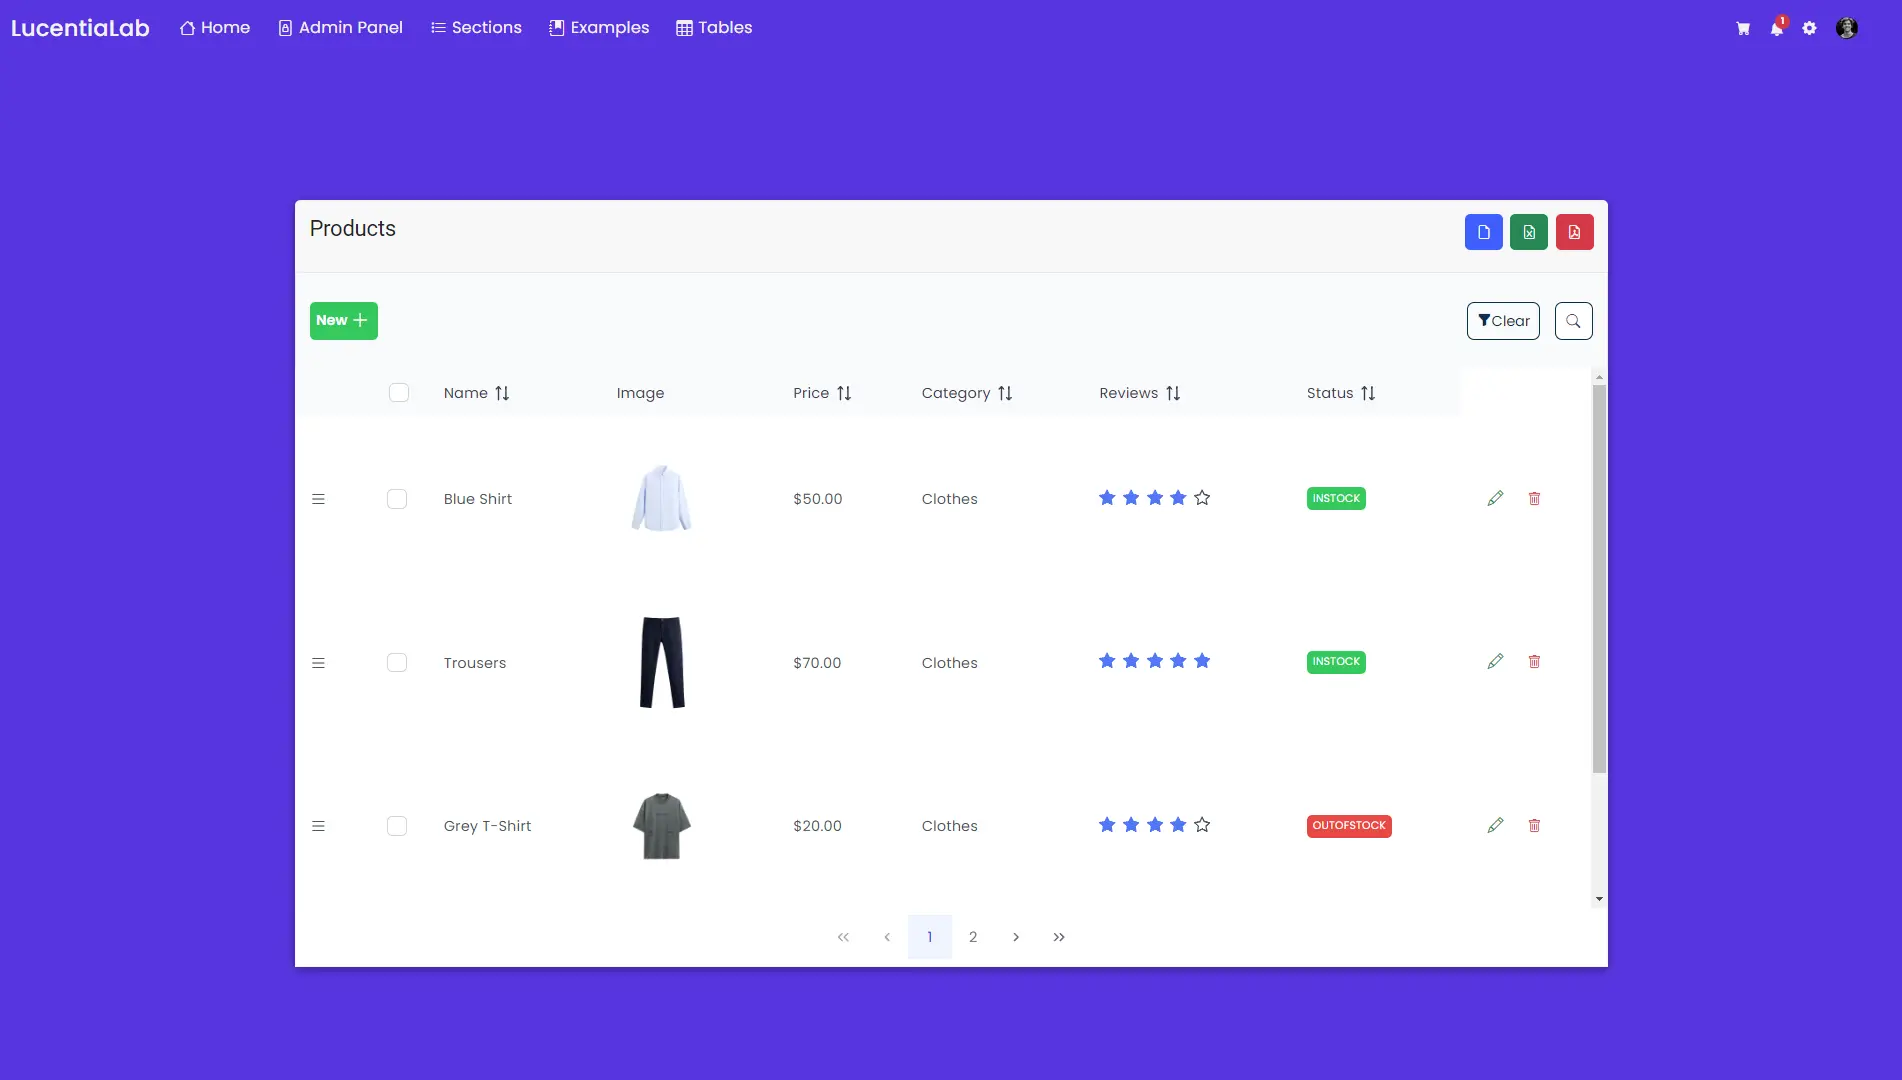 LucentiaLab Home Admin Panel Sections Examples Tables 1
Products
New Clear
Name Image Price Category Reviews Status
Blue Shirt $50.00 Clothes INSTOCK
Trousers $70.00 Clothes INSTOCK
Grey T-Shirt $20.00 Clothes OUTOFSTOCK
1 2